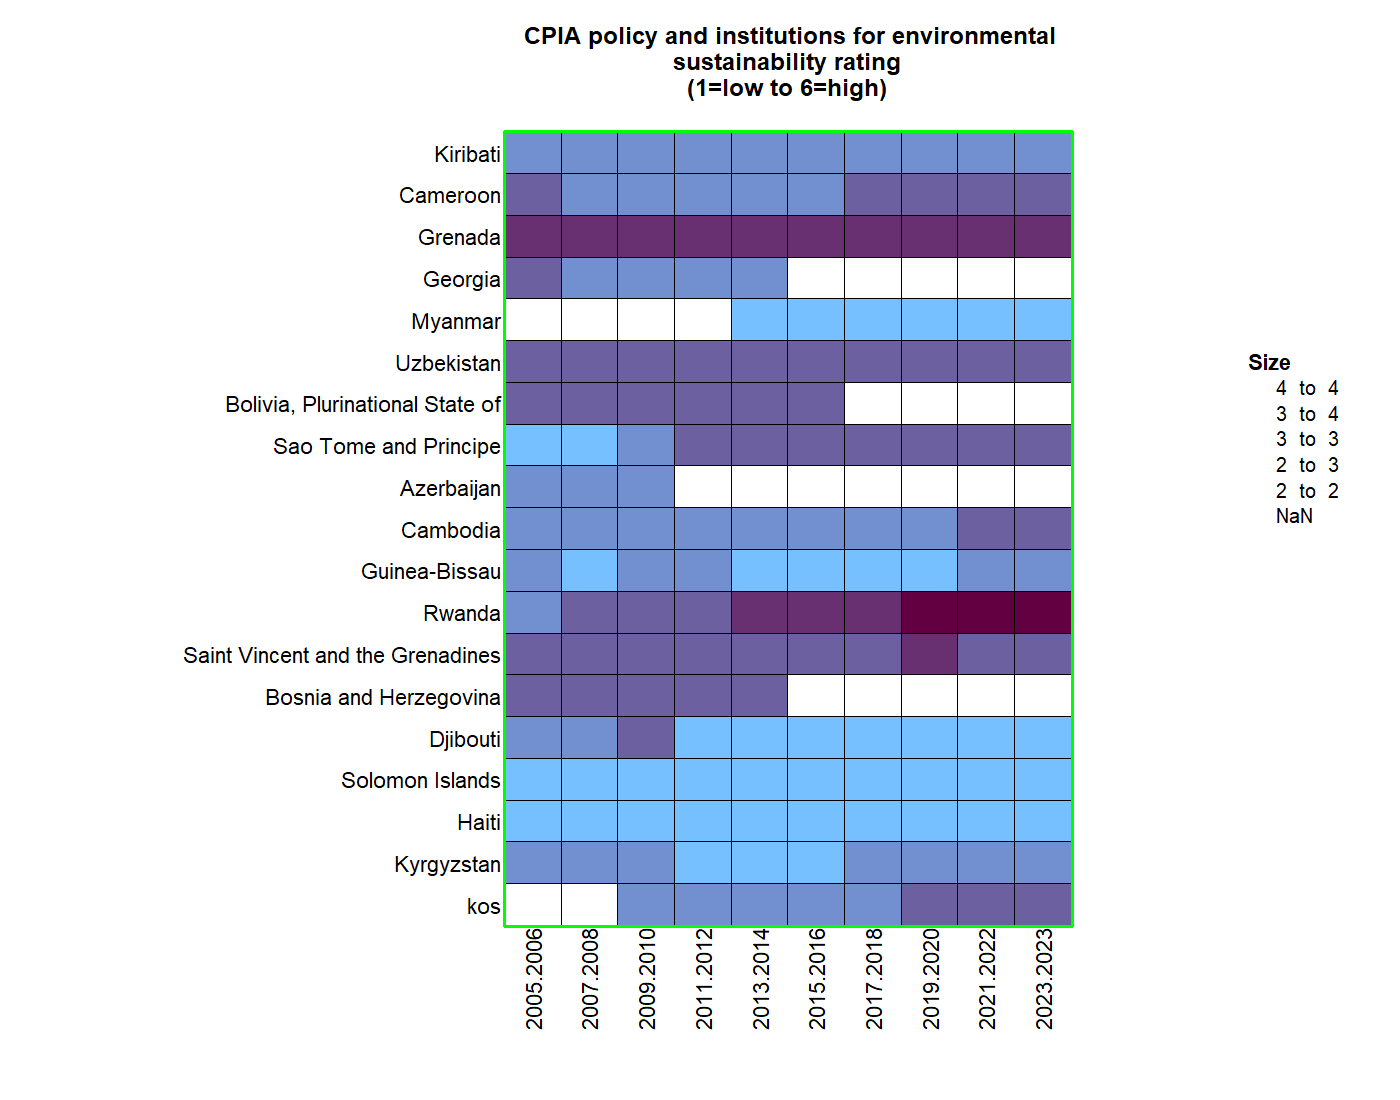 CPIA policy and institutions for environmental
sustainability rating
(1=low to 6=high)
Kiribati
Cameroon
Grenada
Georgia
Myanmar
Uzbekistan
Bolivia, Plurinational State of
Sao Tome and Principe
Azerbaijan
Cambodia
Guinea-Bissau
Rwanda
Saint Vincent and the Grenadines
Bosnia and Herzegovina
Djibouti
Solomon Islands
Haiti
Kyrgyzstan
kos
2005.2006
2007.2008
2009.2010
2011.2012
2013.2014
2015.2016
2017.2018
2019.2020
2021.2022
2023.2023
Size
4 to 4
3 to 4
3 to 3
2 to 3
2 to 2
NaN